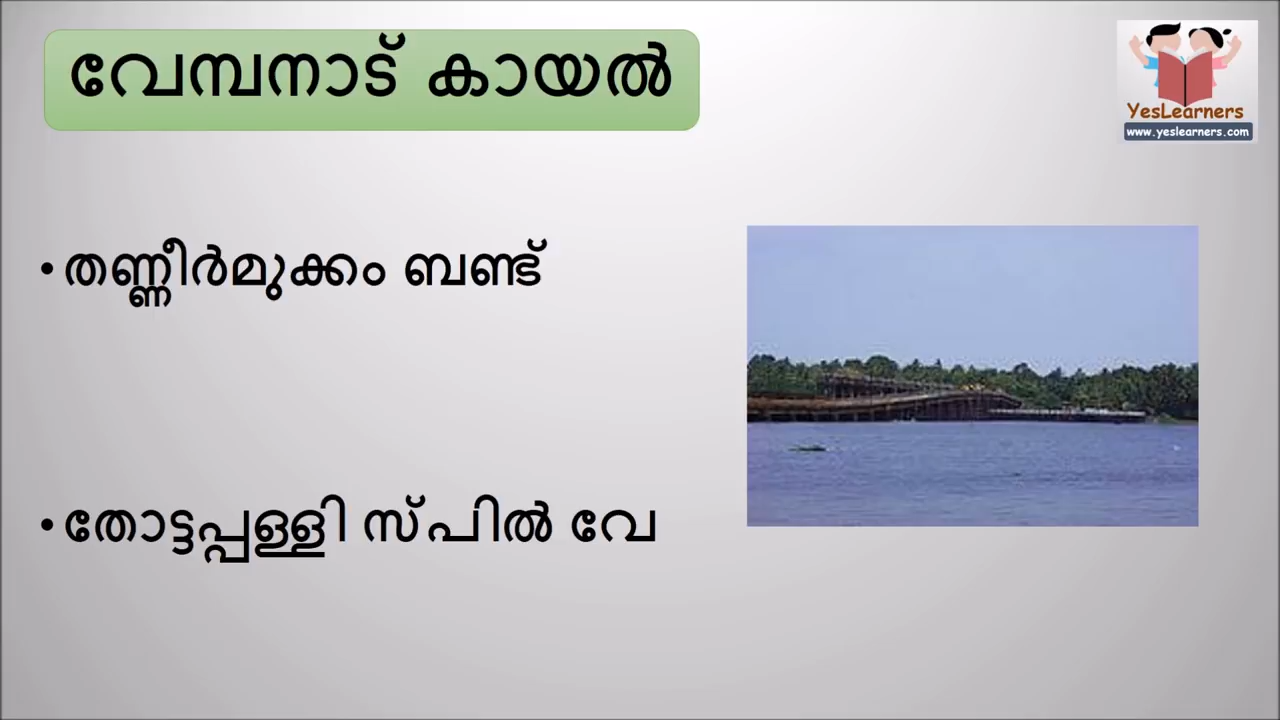 വേമ്പനാട് കായൽ
YesLearners
www.yeslearners.com
•തണ്ണീർമുക്കം ബണ്ട്
•തോട്ടപ്പള്ളി സ്പിൽ വേ